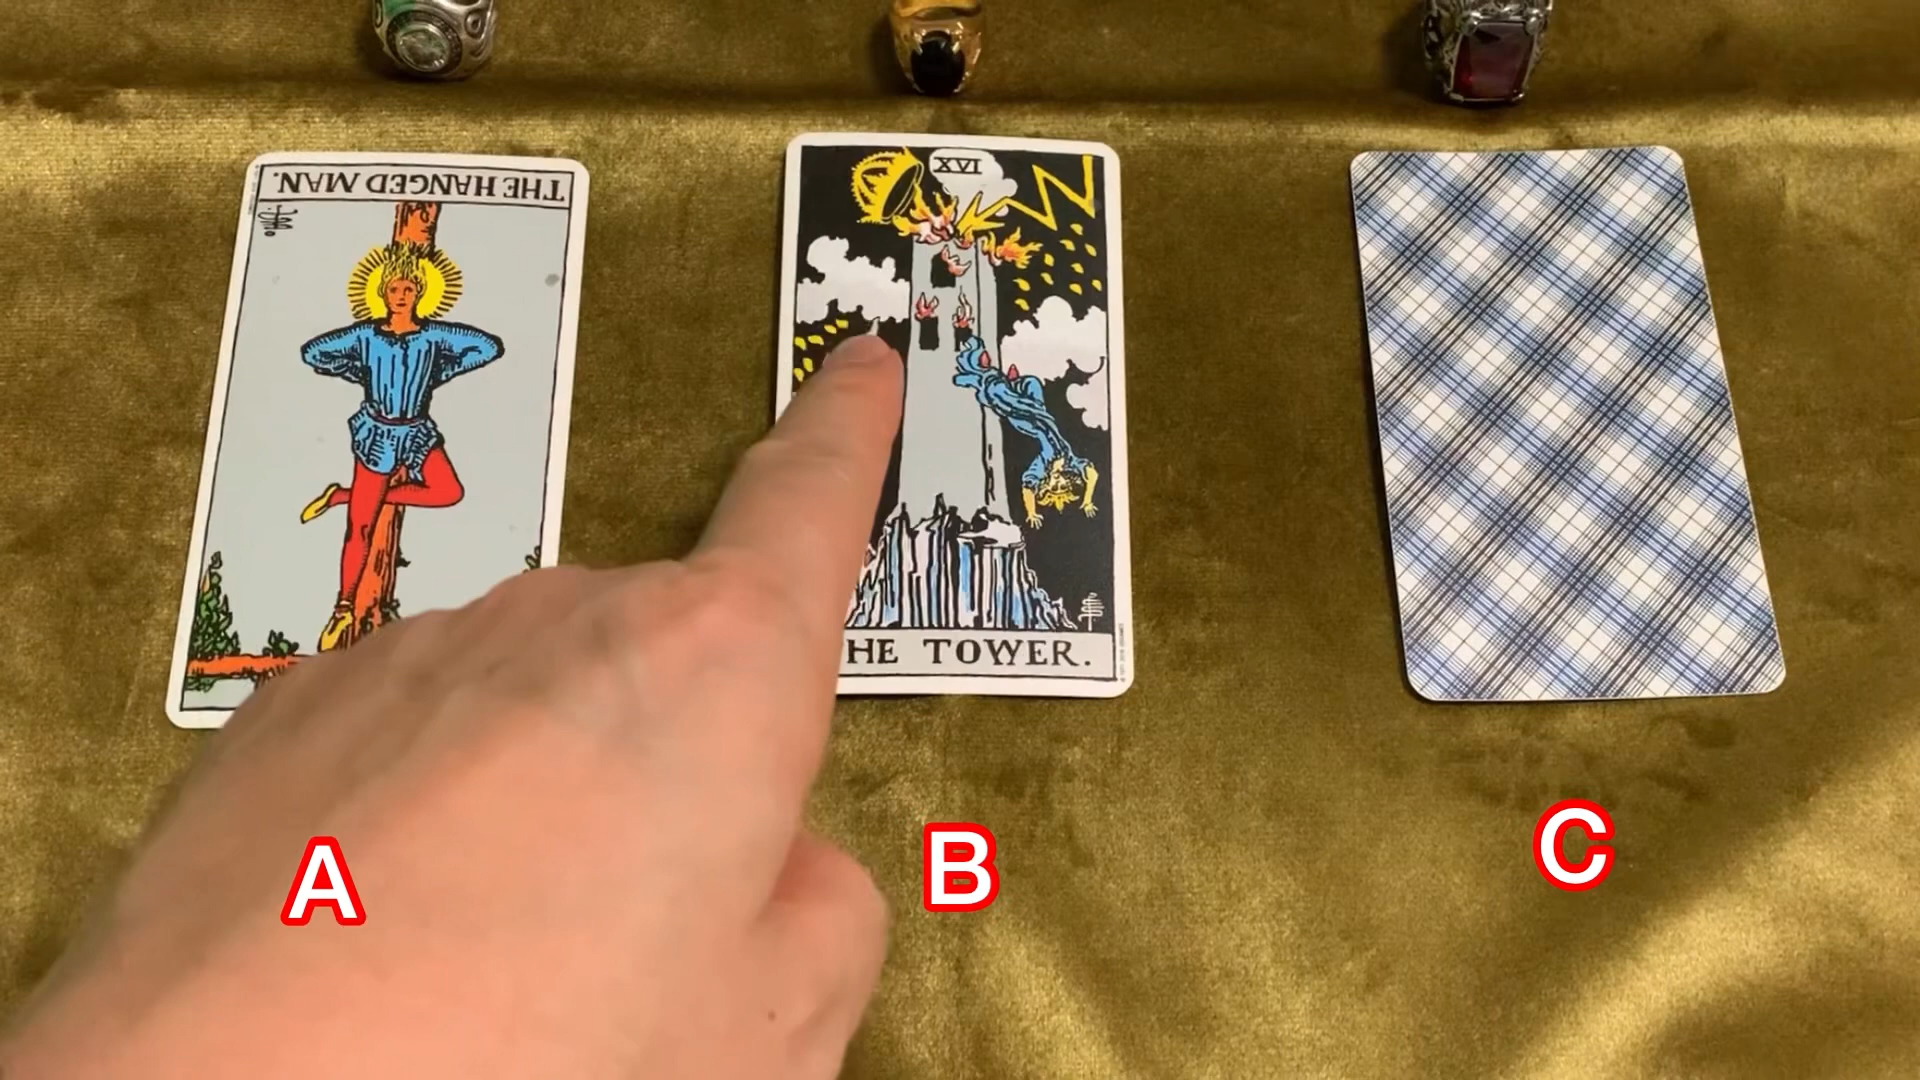 THE HANGED MAN.
XVI
HE TOWER.
A
B
C